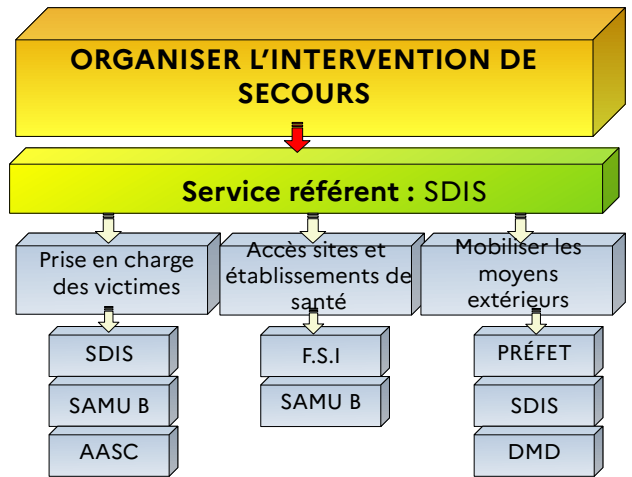 ORGANISER L'INTERVENTION DE
SECOURS
Service référent : SDIS
Prise en charge
des victimes
Accès sites et
établissements de
santé
Mobiliser les
moyens
extérieurs
SDIS
SAMU B
AASC
F.S.I
SAMU B
PRÉFET
SDIS
DMD